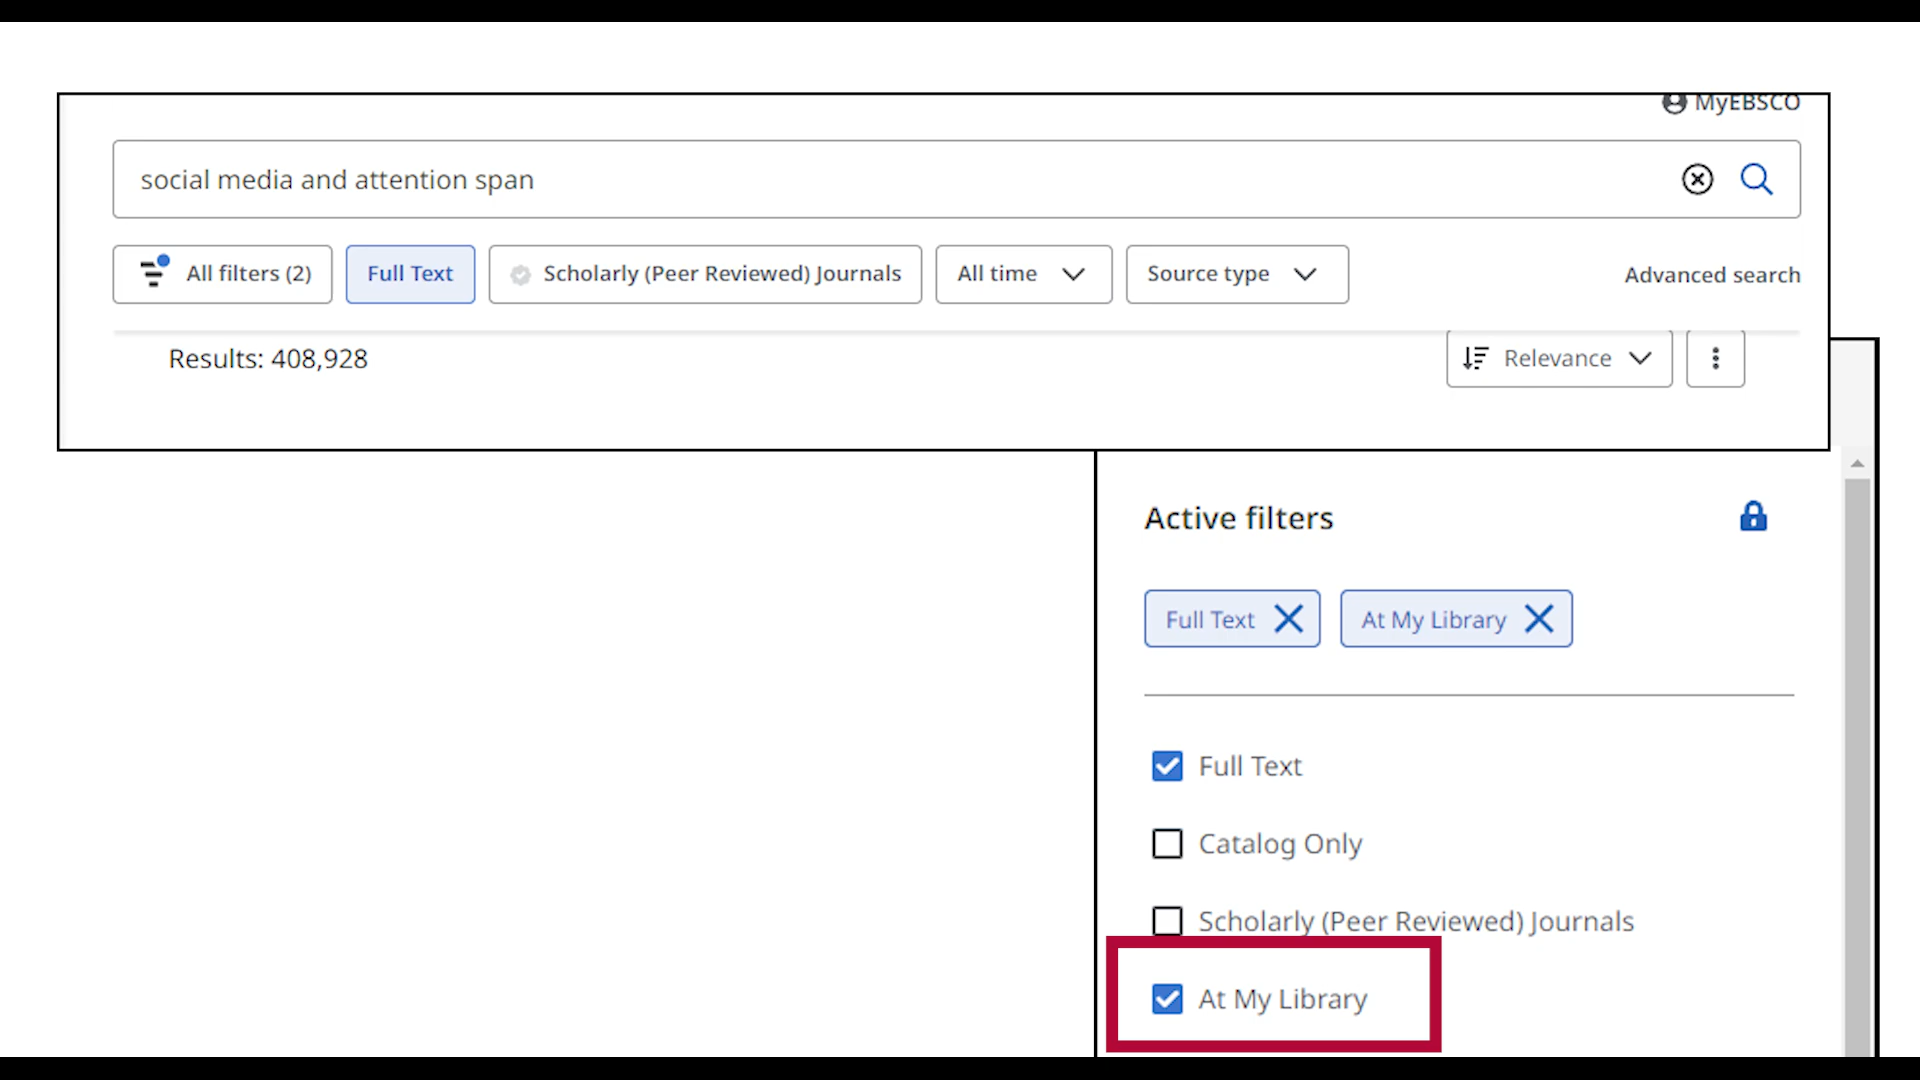 MyEBSCO
social media and attention span
All filters (2) Full Text Scholarly (Peer Reviewed) Journals All time Source type Advanced search
Results: 408,928 Relevance
Active filters
Full Text At My Library
Full Text
Catalog Only
Scholarly (Peer Reviewed) Journals
At My Library